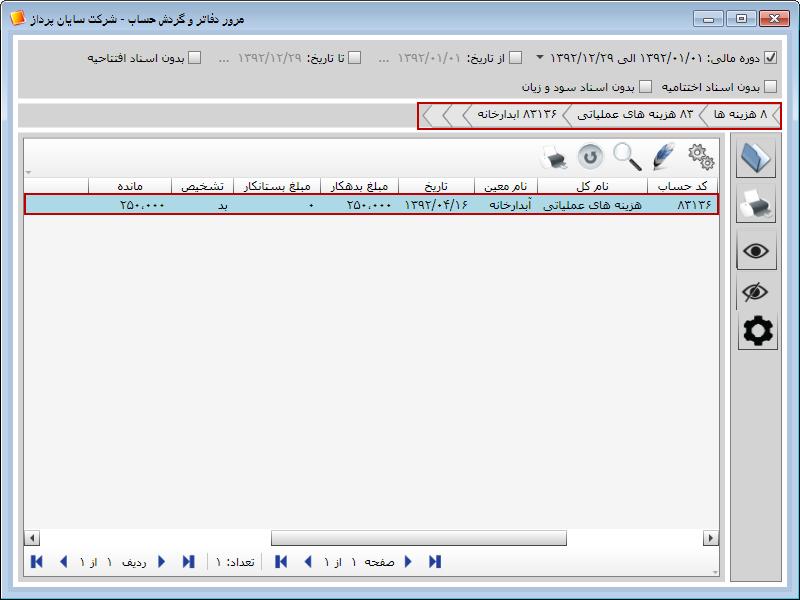 مرور دفاتر و گردش حساب - شرکت سایان پرداز
دوره مالی: ۱۳۹۲/۰۱/۰۱ الی ۱۳۹۲/۱۲/۲۹ از تاریخ: ۱۳۹۲/۰۱/۰۱ ... تا تاریخ: ۱۳۹۲/۱۲/۲۹ ... بدون اسناد افتتاحیه
بدون اسناد اختتامیه بدون اسناد سود و زیان
۸ هزینه ها ۸۳ هزینه های عملیاتی ۸۳۱۳۶ ابدارخانه
کد حساب نام کل نام معین تاریخ مبلغ بدهکار مبلغ بستانکار تشخیص مانده
۸۳۱۳۶ هزینه های عملیاتی آبدارخانه ۱۳۹۲/۰۴/۱۶ ۲۵۰،۰۰۰ ۰ بد ۲۵۰،۰۰۰
صفحه ۱ از ۱ تعداد: ۱ ردیف ۱ از ۱